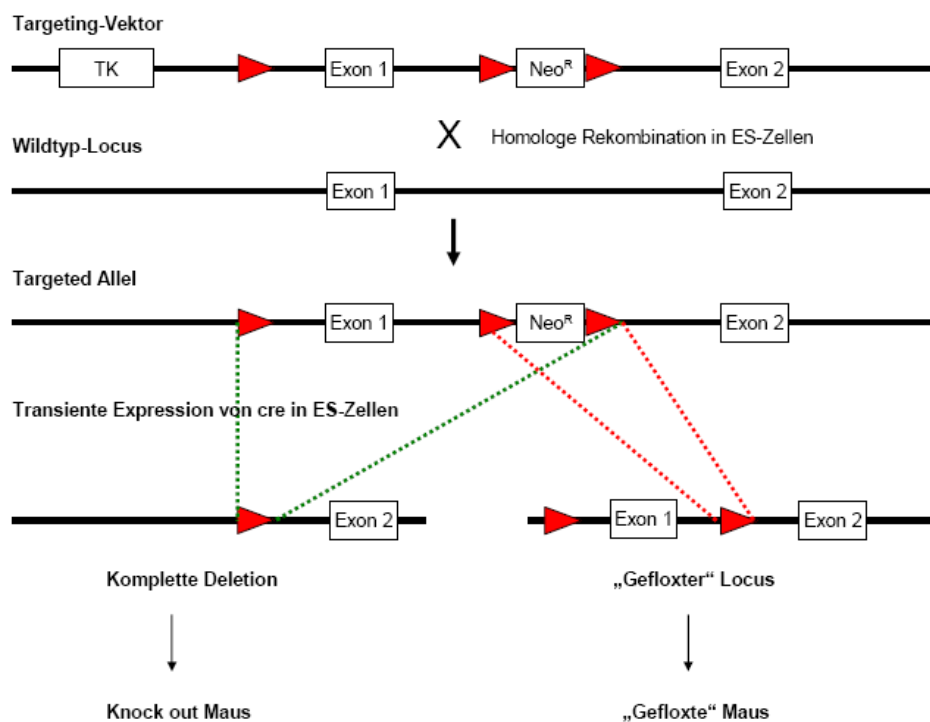 Targeting-Vektor
TK Exon 1 Neo^R Exon 2
X Homologe Rekombination in ES-Zellen
Wildtyp-Locus
Exon 1 Exon 2
Targeted Allel
Exon 1 Neo^R Exon 2
Transiente Expression von cre in ES-Zellen
Exon 2 Exon 1 Exon 2
Komplette Deletion „Gefloxter“ Locus
Knock out Maus „Gefloxte“ Maus